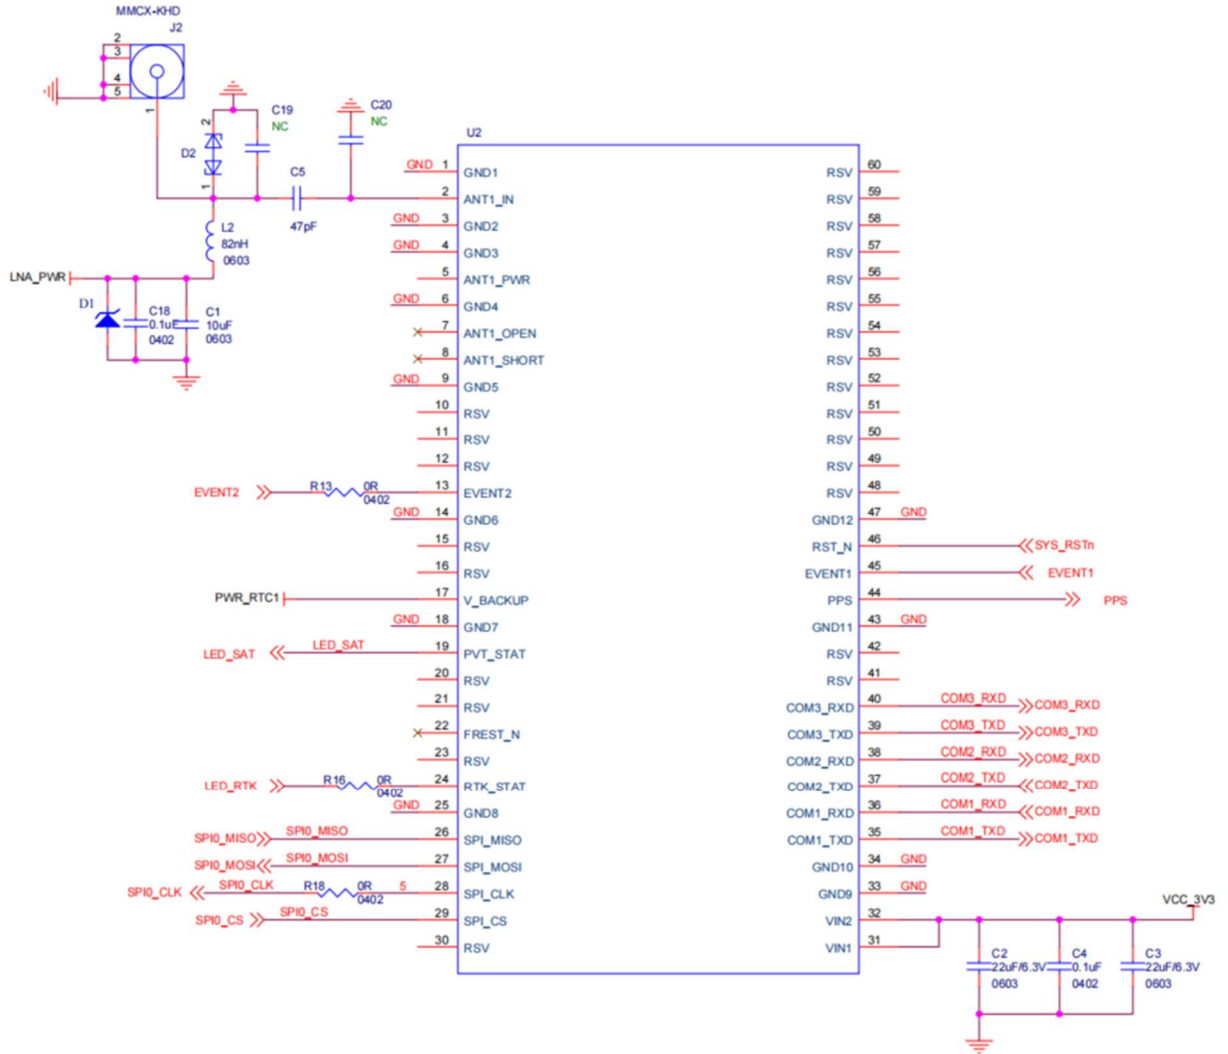 MMCX-KHD
J2
2
3
4
5
1
2
D2
1
C19
NC
C20
NC
C5
47pF
L2
82nH
0603
LNA_PWR
D1
C18
0.1uF
0402
C1
10uF
0603
U2
GND 1 GND1
2 ANT1_IN
GND 3 GND2
GND 4 GND3
5 ANT1_PWR
GND 6 GND4
7 ANT1_OPEN
8 ANT1_SHORT
GND 9 GND5
10 RSV
11 RSV
12 RSV
EVENT2 R13 0R 0402 13 EVENT2
GND 14 GND6
15 RSV
16 RSV
PWR_RTC1 17 V_BACKUP
GND 18 GND7
LED_SAT LED_SAT 19 PVT_STAT
20 RSV
21 RSV
22 FREST_N
23 RSV
LED_RTK R16 0R 0402 24 RTK_STAT
GND 25 GND8
SPI0_MISO SPI0_MISO 26 SPI_MISO
SPI0_MOSI SPI0_MOSI 27 SPI_MOSI
SPI0_CLK SPI0_CLK R18 0R 0402 5 28 SPI_CLK
SPI0_CS SPI0_CS 29 SPI_CS
30 RSV
RSV 60
RSV 59
RSV 58
RSV 57
RSV 56
RSV 55
RSV 54
RSV 53
RSV 52
RSV 51
RSV 50
RSV 49
RSV 48
GND12 47 GND
RST_N 46 SYS_RSTn
EVENT1 45 EVENT1
PPS 44 PPS
GND11 43 GND
RSV 42
RSV 41
COM3_RXD 40 COM3_RXD COM3_RXD
COM3_TXD 39 COM3_TXD COM3_TXD
COM2_RXD 38 COM2_RXD COM2_RXD
COM2_TXD 37 COM2_TXD COM2_TXD
COM1_RXD 36 COM1_RXD COM1_RXD
COM1_TXD 35 COM1_TXD COM1_TXD
GND10 34 GND
GND9 33 GND
VIN2 32
VIN1 31
VCC_3V3
C2
22uF/6.3V
0603
C4
0.1uF
0402
C3
22uF/6.3V
0603